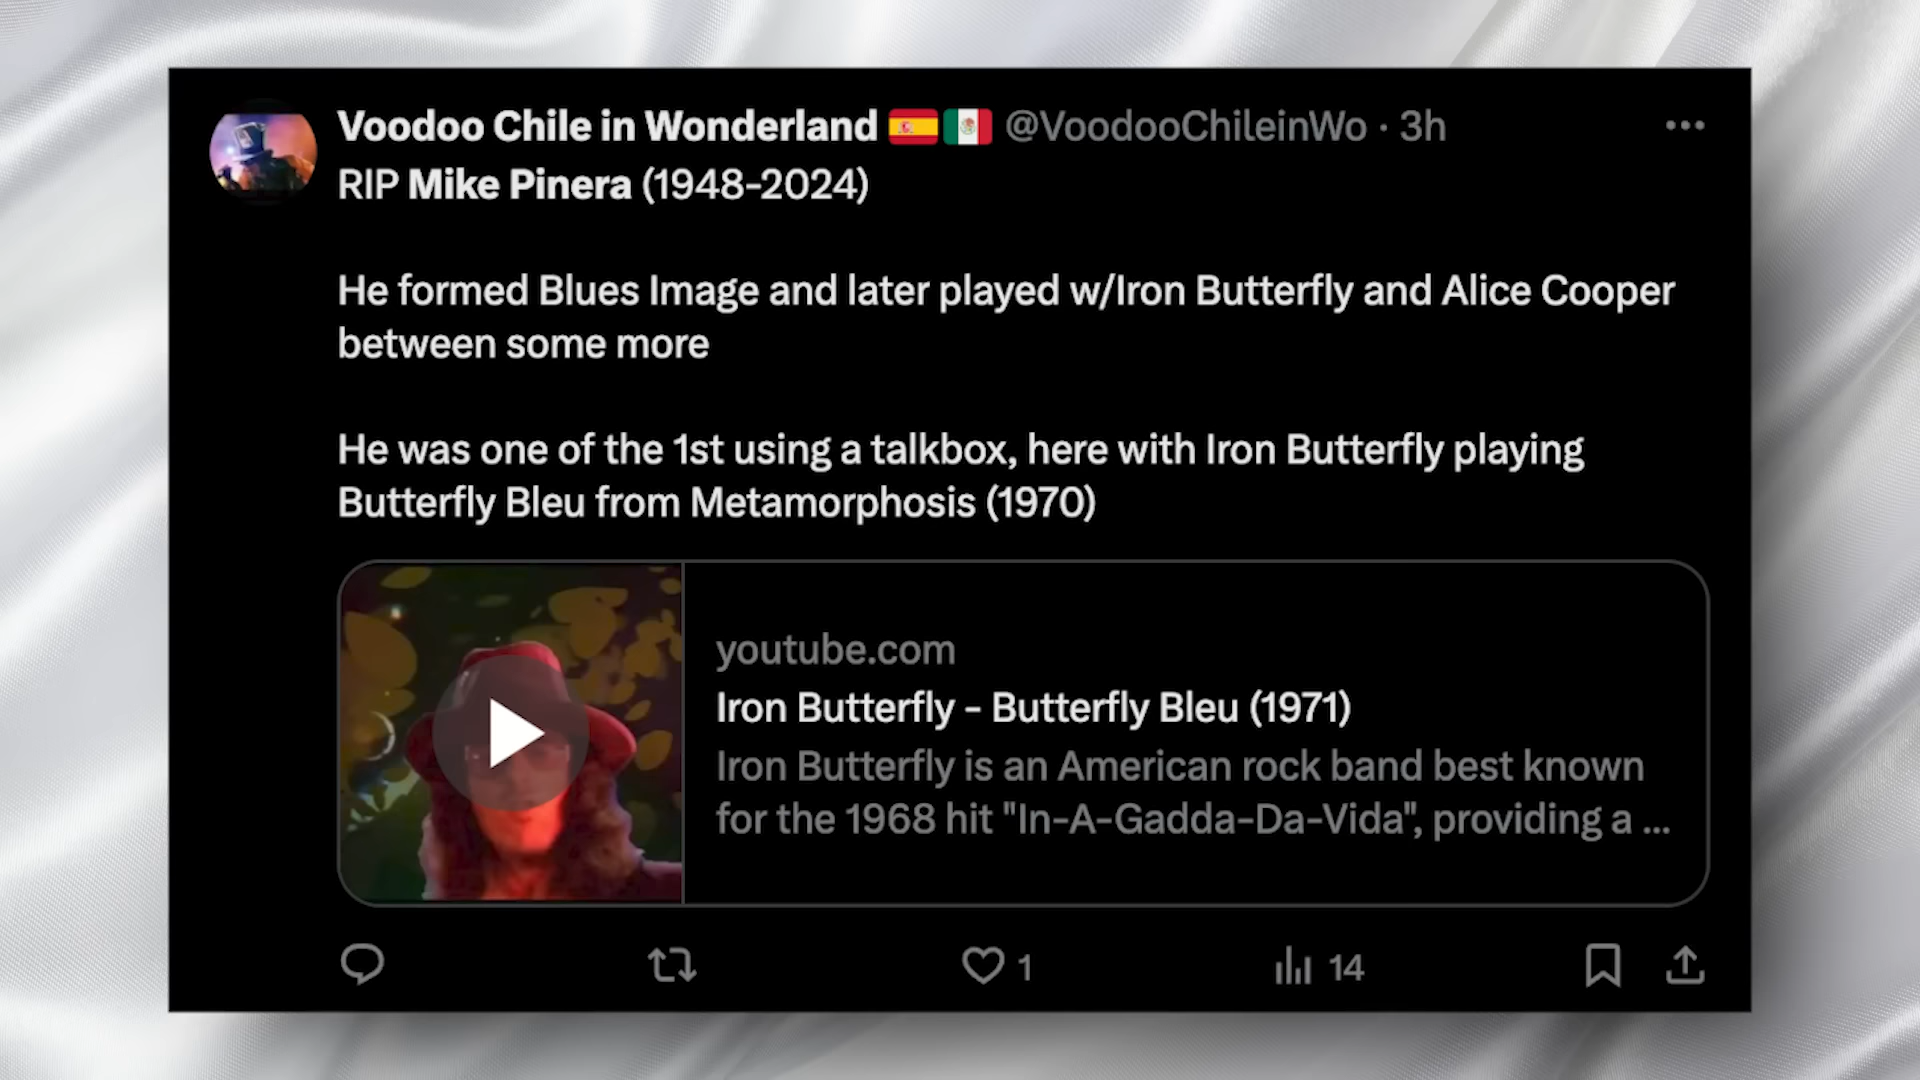 Voodoo Chile in Wonderland 🇪🇸🇲🇽 @VoodooChileinWo · 3h
RIP Mike Pinera (1948-2024)
He formed Blues Image and later played w/Iron Butterfly and Alice Cooper
between some more
He was one of the 1st using a talkbox, here with Iron Butterfly playing
Butterfly Bleu from Metamorphosis (1970)
youtube.com
Iron Butterfly - Butterfly Bleu (1971)
Iron Butterfly is an American rock band best known
for the 1968 hit "In-A-Gadda-Da-Vida", providing a ...
1
14